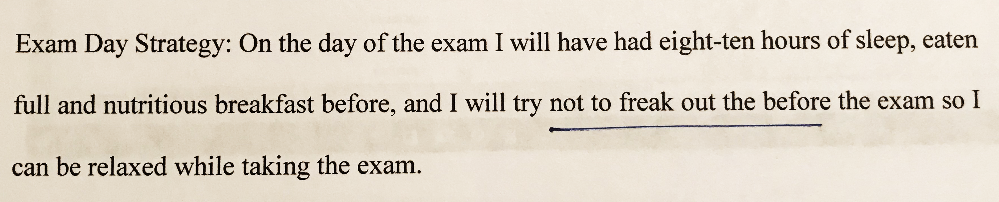 Exam Day Strategy: On the day of the exam I will have had eight-ten hours of sleep, eaten
full and nutritious breakfast before, and I will try not to freak out the before the exam so I
can be relaxed while taking the exam.